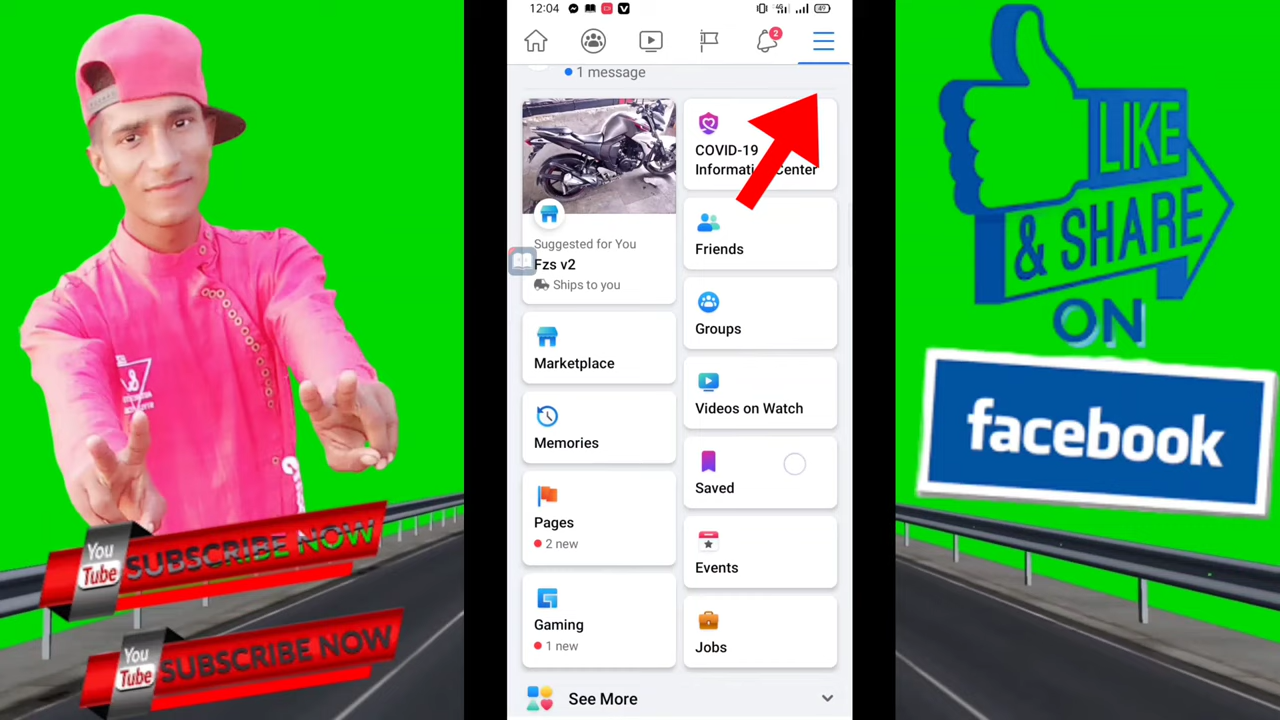 12:04
2
1 message
COVID-19
Center
Suggested for You
Fzs v2
Ships to you
Friends
Groups
Marketplace
Videos on Watch
Memories
Saved
Pages
2 new
Events
Gaming
1 new
Jobs
See More
You
Tube
SUBSCRIBE NOW
You
Tube
SUBSCRIBE NOW
LIKE
& SHARE
ON
facebook